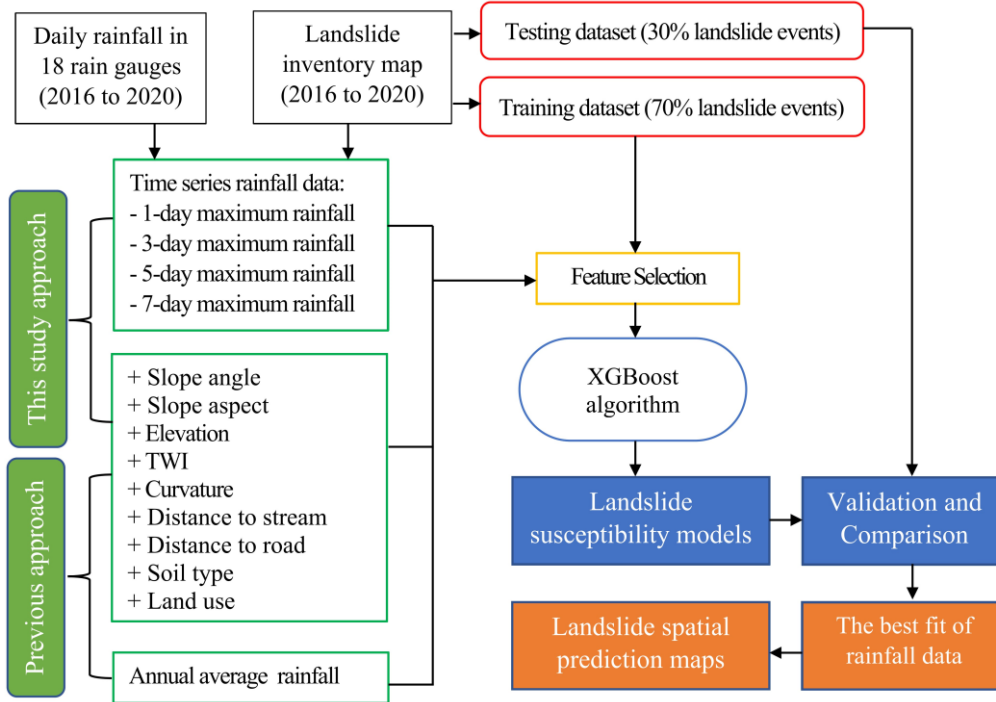 Daily rainfall in
18 rain gauges
(2016 to 2020)
Landslide
inventory map
(2016 to 2020)
Testing dataset (30% landslide events)
Training dataset (70% landslide events)
This study approach
Time series rainfall data:
- 1-day maximum rainfall
- 3-day maximum rainfall
- 5-day maximum rainfall
- 7-day maximum rainfall
Feature Selection
XGBoost
algorithm
+ Slope angle
+ Slope aspect
+ Elevation
+ TWI
+ Curvature
+ Distance to stream
+ Distance to road
+ Soil type
+ Land use
Previous approach
Annual average rainfall
Landslide
susceptibility models
Validation and
Comparison
Landslide spatial
prediction maps
The best fit of
rainfall data